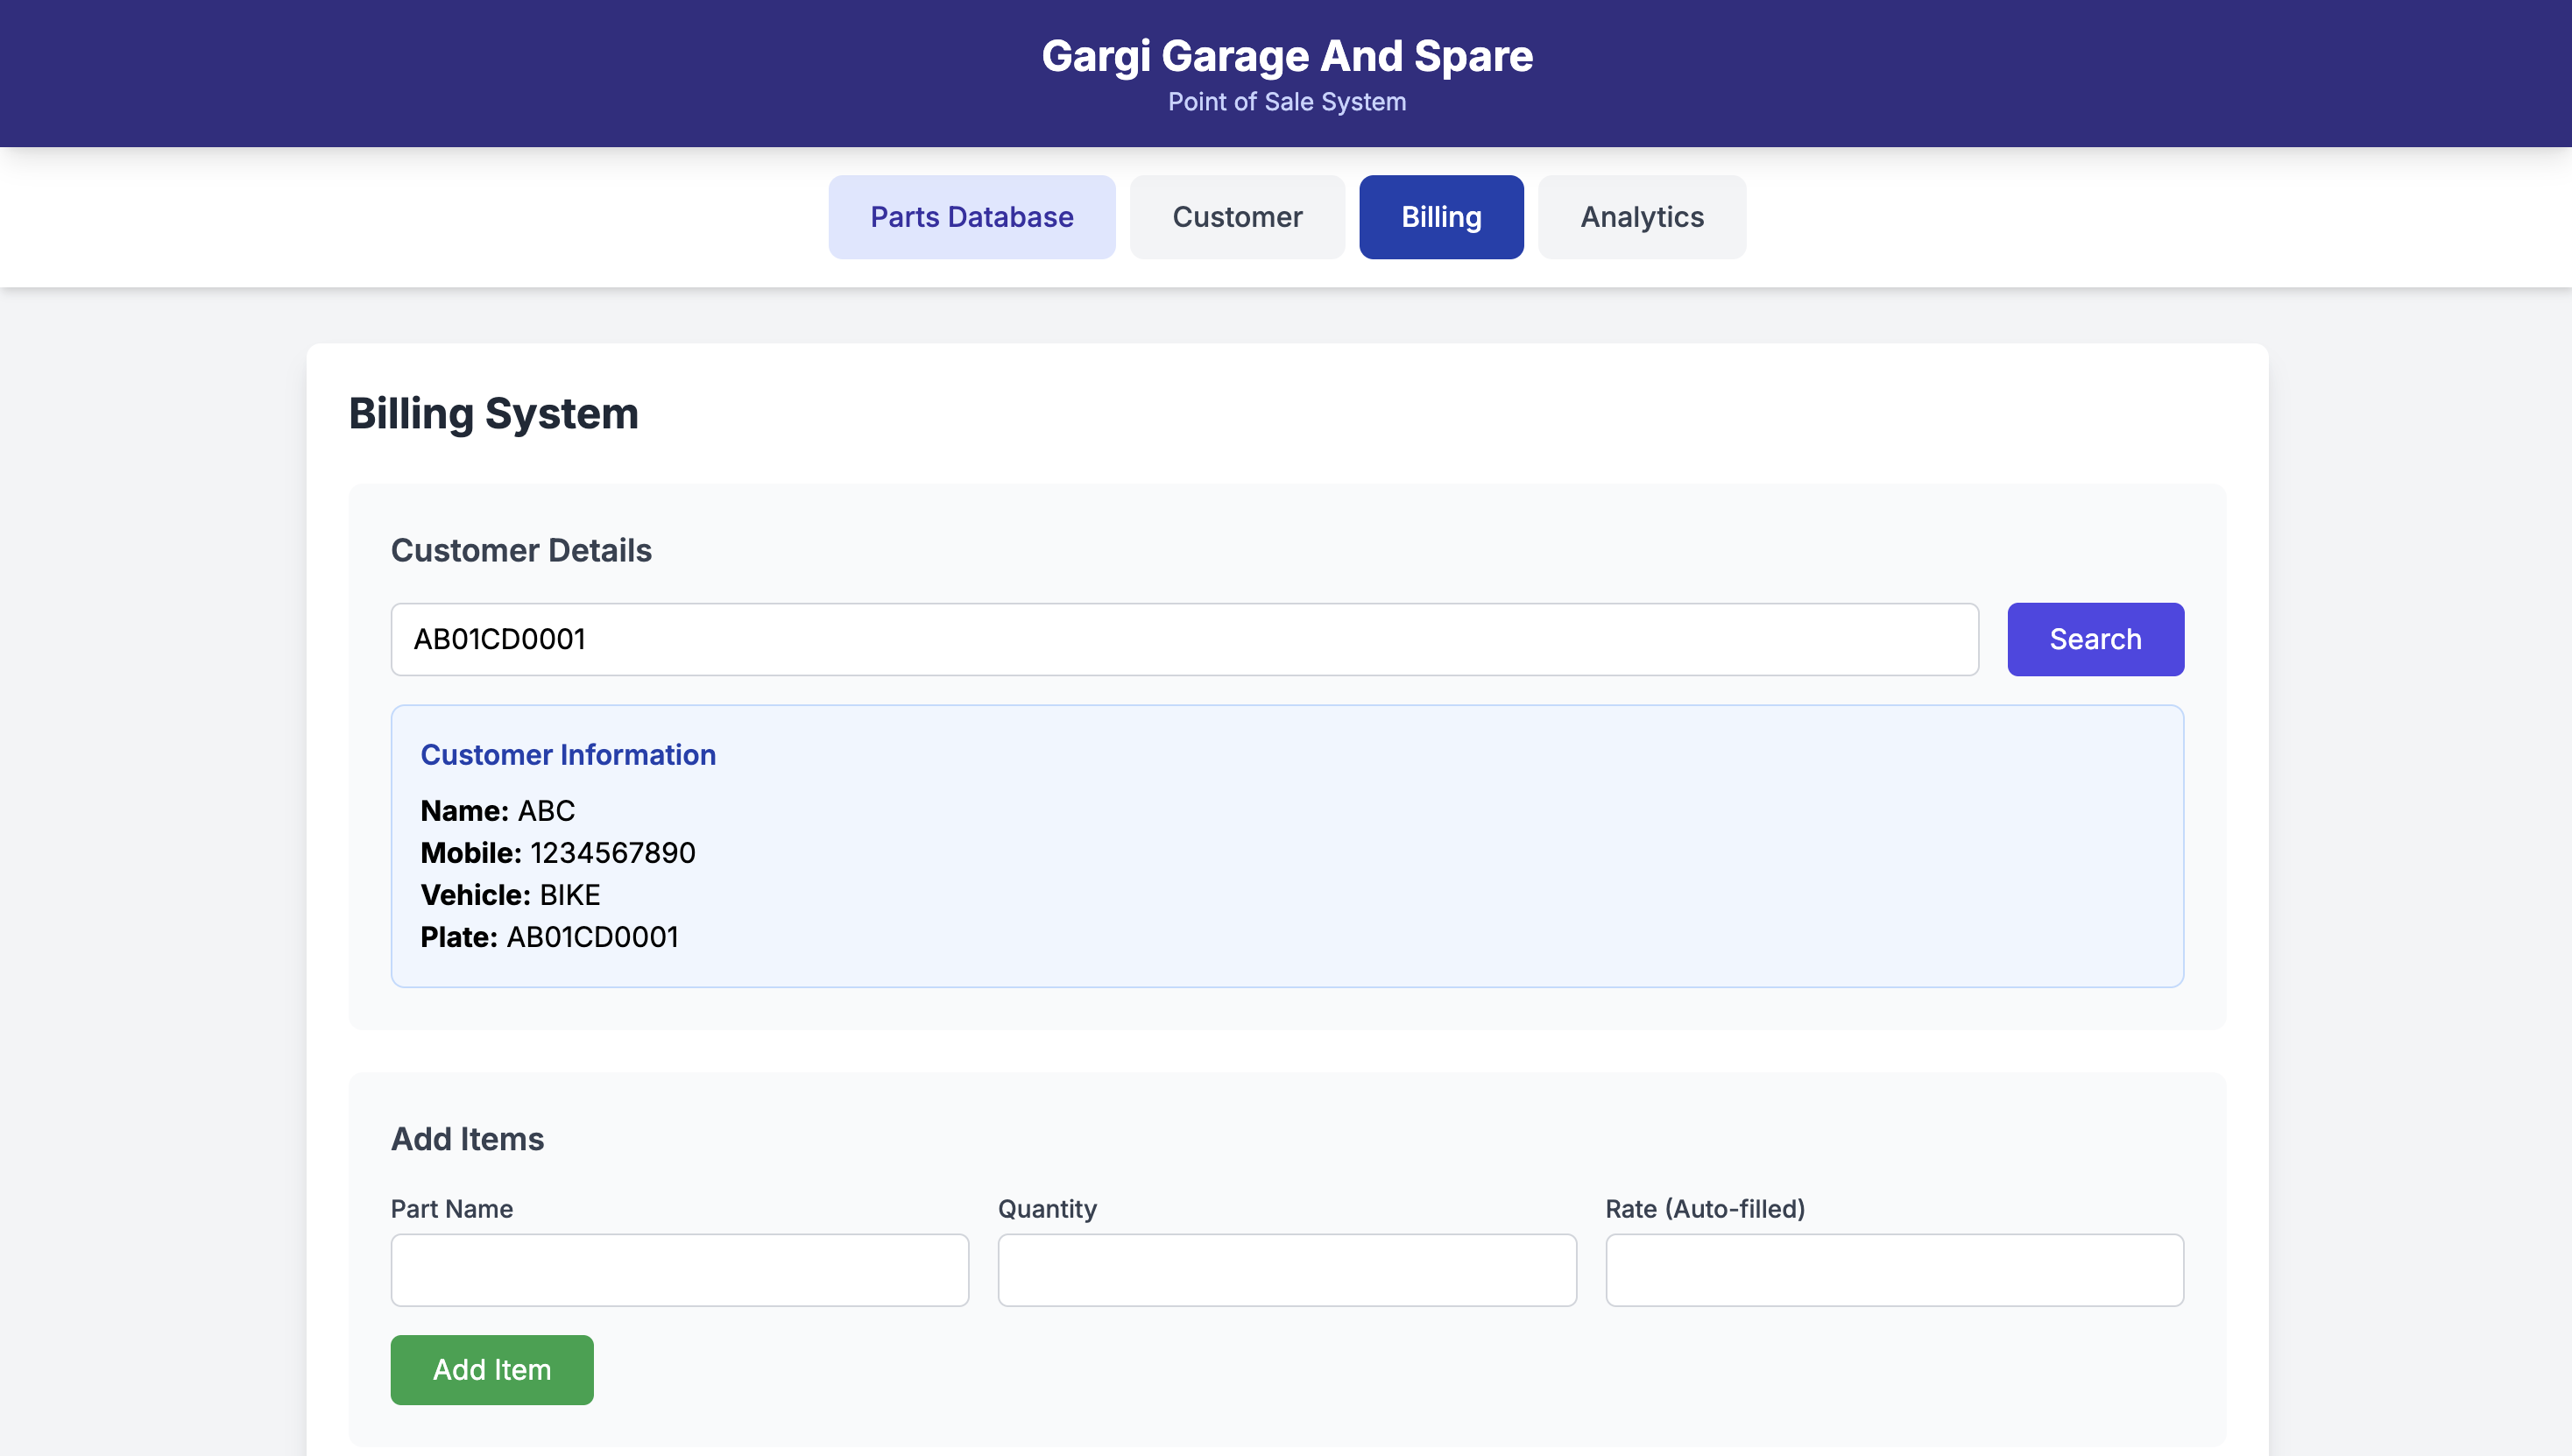 Gargi Garage And Spare
Point of Sale System
Parts Database
Customer
Billing
Analytics
Billing System
Customer Details
AB01CD0001
Search
Customer Information
Name: ABC
Mobile: 1234567890
Vehicle: BIKE
Plate: AB01CD0001
Add Items
Part Name
Quantity
Rate (Auto-filled)
Add Item